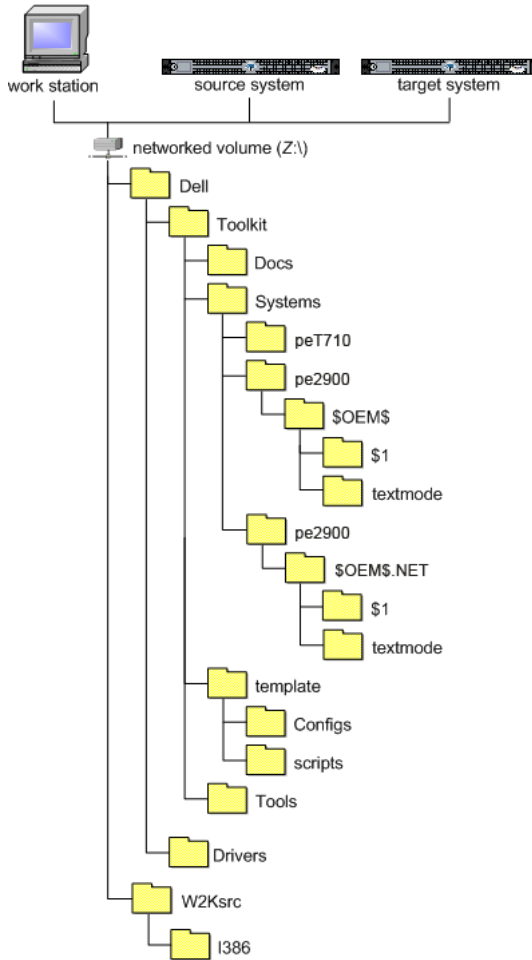 work station
source system
target system
networked volume (Z:\)
Dell
Toolkit
Docs
Systems
peT710
pe2900
$OEM$
$1
textmode
pe2900
$OEM$.NET
$1
textmode
template
Configs
scripts
Tools
Drivers
W2Ksrc
I386